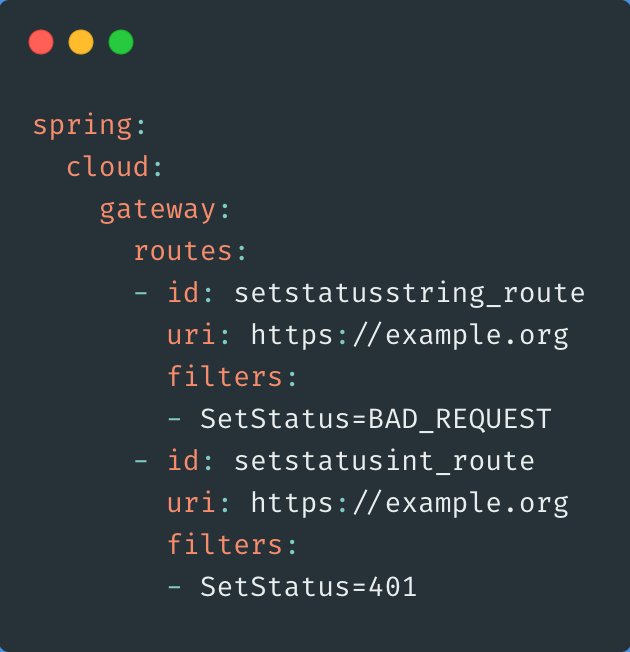 spring:
  cloud:
    gateway:
      routes:
      - id: setstatusstring_route
        uri: https://example.org
        filters:
        - SetStatus=BAD_REQUEST
      - id: setstatusint_route
        uri: https://example.org
        filters:
        - SetStatus=401